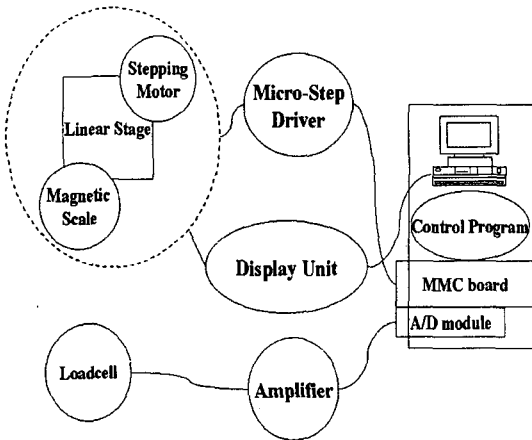 Stepping
Motor
Linear Stage
Magnetic
Scale
Micro-Step
Driver
Display Unit
Control Program
MMC board
A/D module
Loadcell
Amplifier